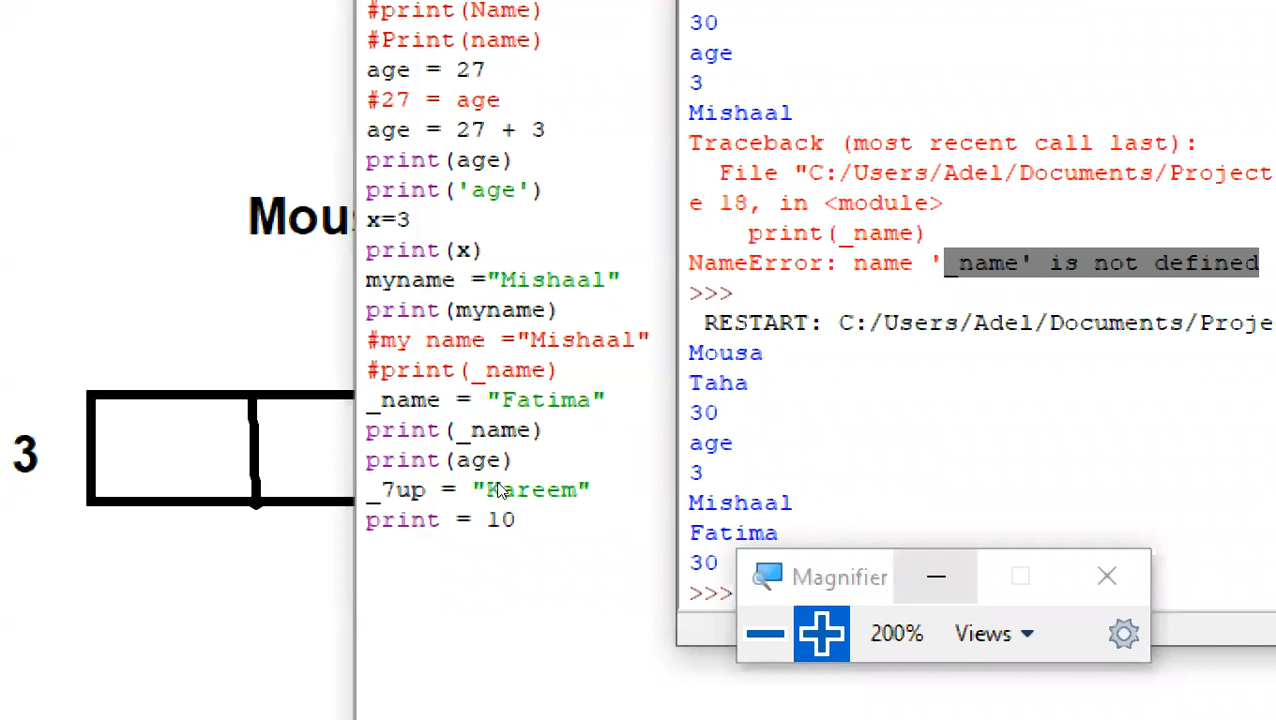 Mous
3
#print(Name)
#Print(name)
age = 27
#27 = age
age = 27 + 3
print(age)
print('age')
x=3
print(x)
myname ="Mishaal"
print(myname)
#my name ="Mishaal"
#print(_name)
_name = "Fatima"
print(_name)
print(age)
_7up = "Kareem"
print = 10
30
age
3
Mishaal
Traceback (most recent call last):
File "C:/Users/Adel/Documents/Project
e 18, in <module>
print(_name)
NameError: name '_name' is not defined
>>>
RESTART: C:/Users/Adel/Documents/Proje
Mousa
Taha
30
age
3
Mishaal
Fatima
30
>>>
Magnifier
200% Views